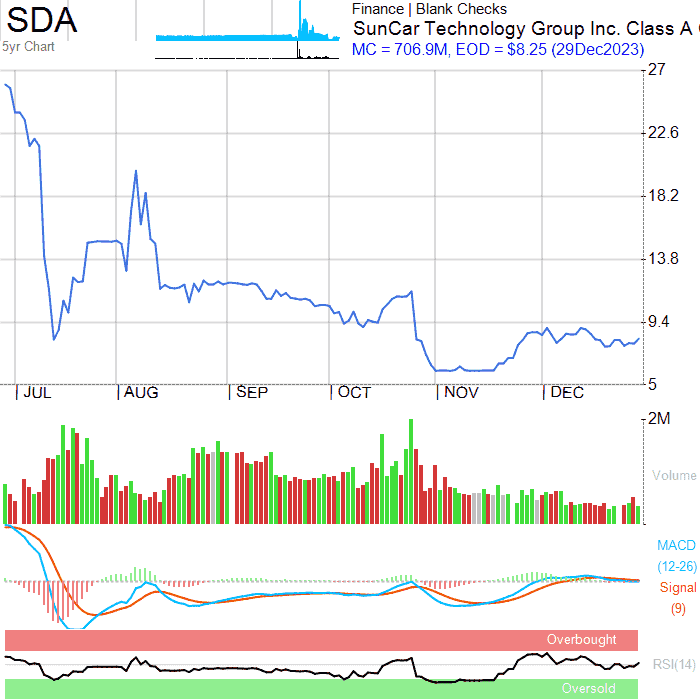 SDA
5yr Chart
Finance | Blank Checks
SunCar Technology Group Inc. Class A
MC = 706.9M, EOD = $8.25 (29Dec2023)
27
22.6
18.2
13.8
9.4
5
JUL AUG SEP OCT NOV DEC
2M
Volume
MACD
(12-26)
Signal
(9)
Overbought
RSI(14)
Oversold